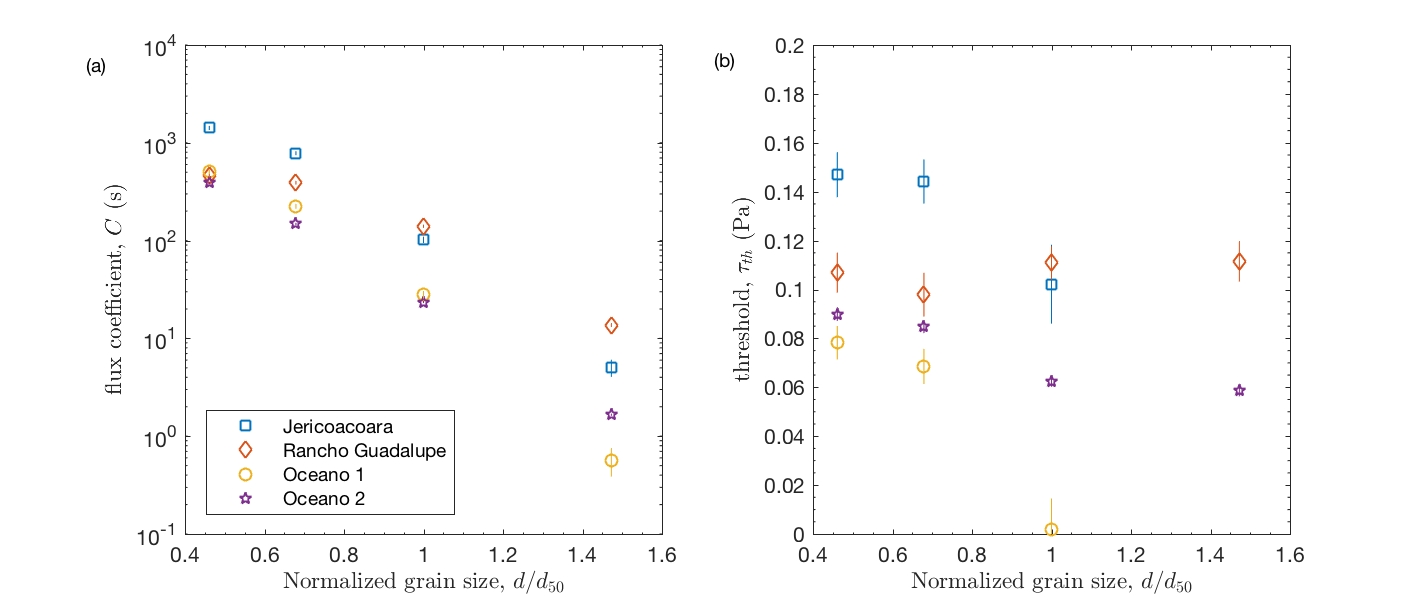 (a)
10^4
10^3
10^2
10^1
10^0
10^-1
flux coefficient, C (s)
Jericoacoara
Rancho Guadalupe
Oceano 1
Oceano 2
0.4 0.6 0.8 1 1.2 1.4 1.6
Normalized grain size, d/d_50
(b)
0.2
0.18
0.16
0.14
0.12
0.1
0.08
0.06
0.04
0.02
0
threshold, τ_th (Pa)
0.4 0.6 0.8 1 1.2 1.4 1.6
Normalized grain size, d/d_50